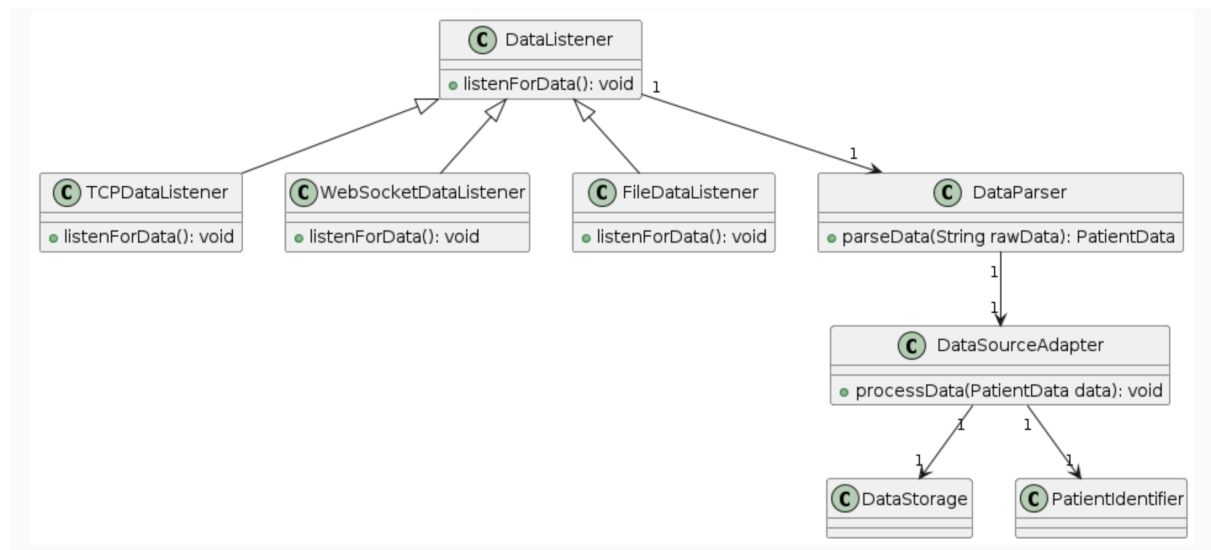 C DataListener
listenForData(): void
1
1
C TCPDataListener
listenForData(): void
C WebSocketDataListener
listenForData(): void
C FileDataListener
listenForData(): void
C DataParser
parseData(String rawData): PatientData
1
1
C DataSourceAdapter
processData(PatientData data): void
1
1
1
1
C DataStorage
C PatientIdentifier